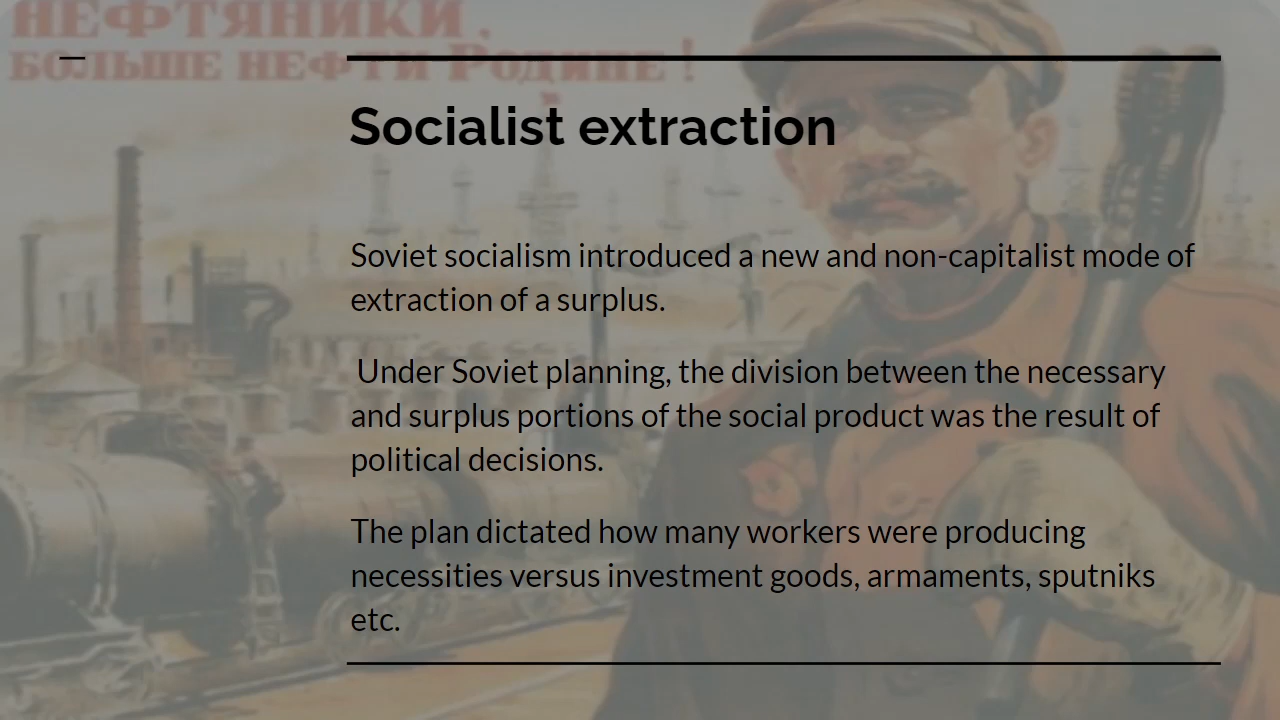 НЕФТЯНИКИ,
БОЛЬШЕ НЕФТИ РОДИНЕ!
Socialist extraction
Soviet socialism introduced a new and non-capitalist mode of
extraction of a surplus.
Under Soviet planning, the division between the necessary
and surplus portions of the social product was the result of
political decisions.
The plan dictated how many workers were producing
necessities versus investment goods, armaments, sputniks
etc.